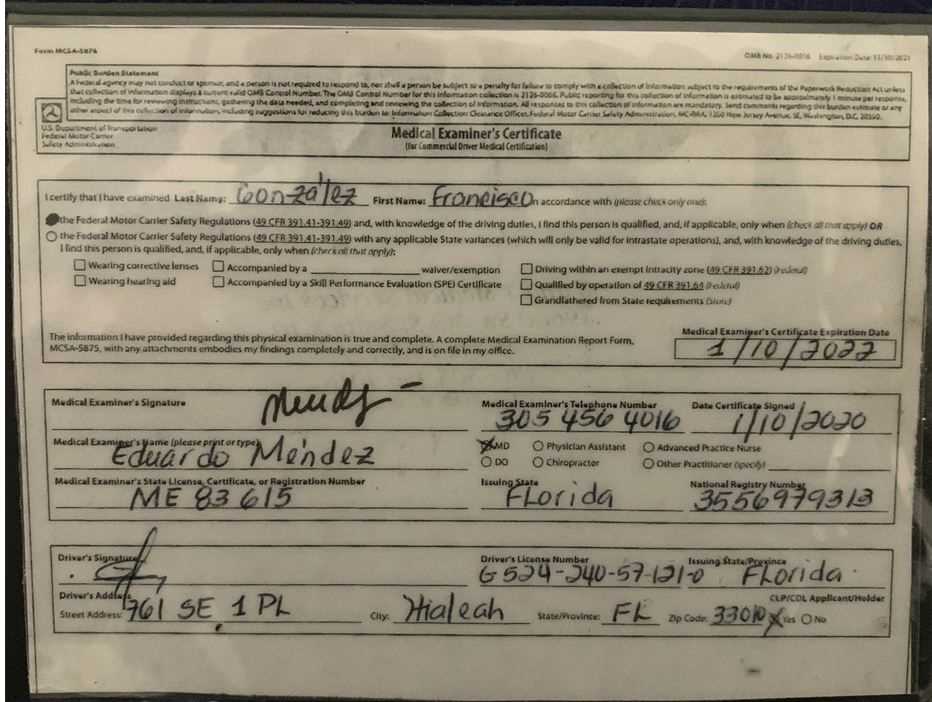 Form MCSA-5876
OMB No. 2126-0006 Expiration Date: 11/30/2021
Public Burden Statement
A Federal agency may not conduct or sponsor, and a person is not required to respond to, nor shall a person be subject to a penalty for failure to comply with a collection of information subject to the requirements of the Paperwork Reduction Act unless
that collection of information displays a current valid OMB Control Number. The OMB Control Number for this information collection is 2126-0006. Public reporting for this collection of information is estimated to be approximately 1 minute per response,
including the time for reviewing instructions, gathering the data needed, and completing and reviewing the collection of information. All responses to this collection of information are mandatory. Send comments regarding this burden estimate or any
other aspect of this collection of information, including suggestions for reducing this burden to: Information Collection Clearance Officer, Federal Motor Carrier Safety Administration, MC-RRA, 1200 New Jersey Avenue, SE, Washington, D.C. 20590.
U.S. Department of Transportation
Federal Motor Carrier
Safety Administration
Medical Examiner's Certificate
(for Commercial Driver Medical Certification)
I certify that I have examined Last Name: González First Name: Francisco in accordance with (please check only one):
the Federal Motor Carrier Safety Regulations (49 CFR 391.41-391.49) and, with knowledge of the driving duties, I find this person is qualified, and, if applicable, only when (check all that apply) OR
the Federal Motor Carrier Safety Regulations (49 CFR 391.41-391.49) with any applicable State variances (which will only be valid for intrastate operations), and, with knowledge of the driving duties,
I find this person is qualified, and, if applicable, only when (check all that apply):
Wearing corrective lenses Accompanied by a waiver/exemption Driving within an exempt intracity zone (49 CFR 391.62) (Federal)
Wearing hearing aid Accompanied by a Skill Performance Evaluation (SPE) Certificate Qualified by operation of 49 CFR 391.64 (Federal)
Grandfathered from State requirements (State)
The information I have provided regarding this physical examination is true and complete. A complete Medical Examination Report Form,
MCSA-5875, with any attachments embodies my findings completely and correctly, and is on file in my office.
Medical Examiner's Certificate Expiration Date
1/10/2022
Medical Examiner's Signature Medical Examiner's Telephone Number Date Certificate Signed
305 456 4016 1/10/2020
Medical Examiner's Name (please print or type) MD Physician Assistant Advanced Practice Nurse
Eduardo Méndez DO Chiropractor Other Practitioner (specify)
Medical Examiner's State License, Certificate, or Registration Number Issuing State National Registry Number
ME 83615 FLorida 3556979313
Driver's Signature Driver's License Number Issuing State/Province
G524-240-57-121-0 FLorida
Driver's Address CLP/CDL Applicant/Holder
Street Address: 761 SE 1 PL City: Hialeah State/Province: FL Zip Code: 33010 Yes No